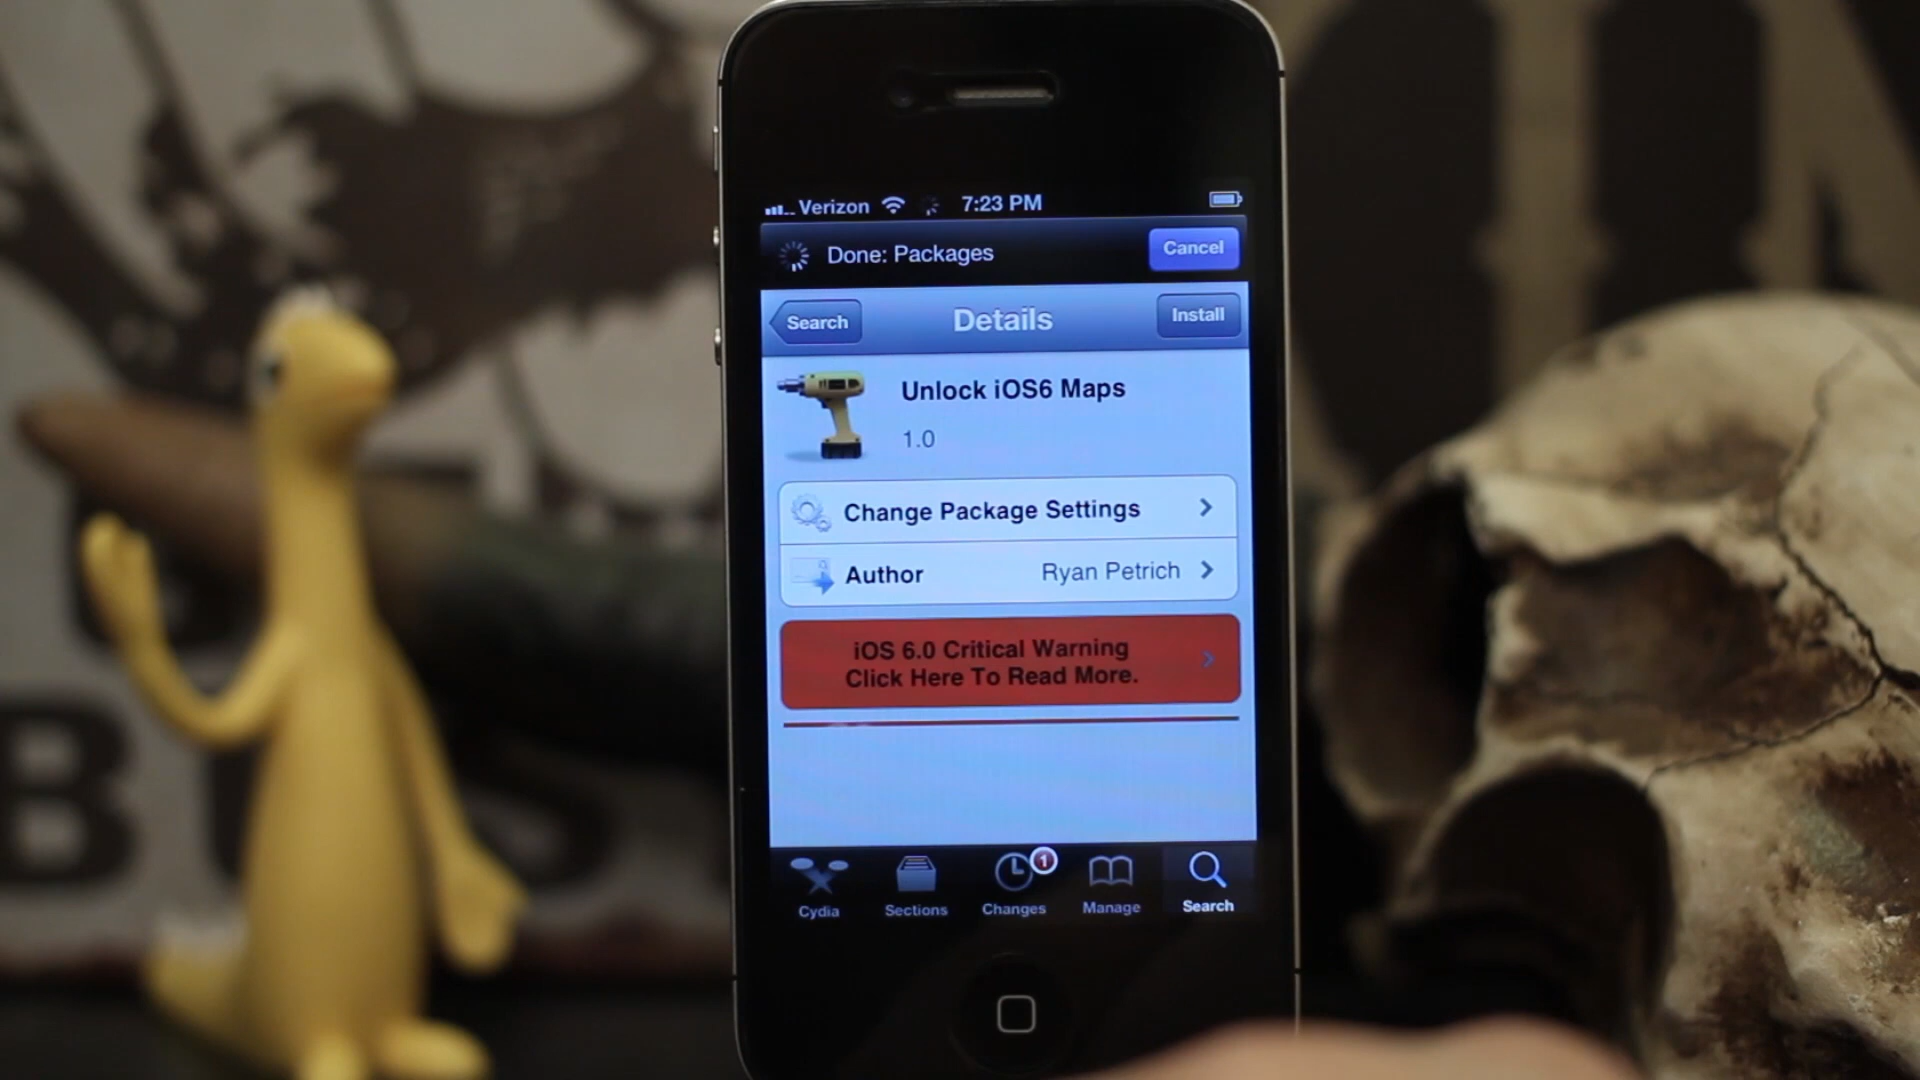 Verizon 7:23 PM
Done: Packages Cancel
Search Details Install
Unlock iOS6 Maps
1.0
Change Package Settings
Author Ryan Petrich
iOS 6.0 Critical Warning
Click Here To Read More.
1
Cydia Sections Changes Manage Search